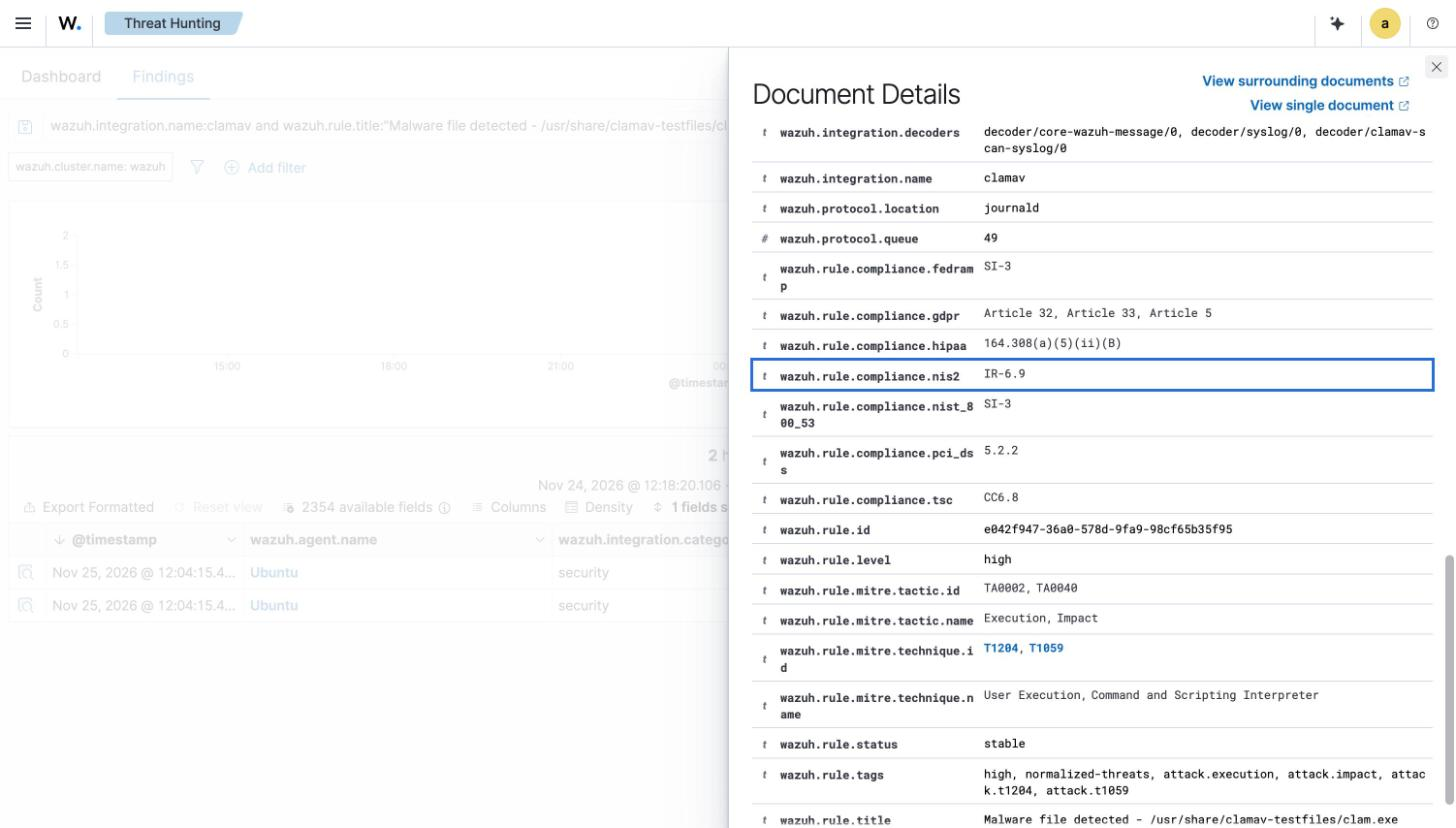 W.
Threat Hunting
a
Dashboard
Findings
wazuh.integration.name:clamav and wazuh.rule.title:"Malware file detected - /usr/share/clamav-testfiles/cl
wazuh.cluster.name: wazuh
Add filter
2
1.5
1
0.5
0
Count
15:00
18:00
21:00
00:
@timestar
2 h
Nov 24, 2026 @ 12:18:20.106 -
Export Formatted
Reset view
2354 available fields
Columns
Density
1 fields s
@timestamp
wazuh.agent.name
wazuh.integration.catego
Nov 25, 2026 @ 12:04:15.4... Ubuntu security
Nov 25, 2026 @ 12:04:15.4... Ubuntu security
Document Details
View surrounding documents
View single document
t wazuh.integration.decoders decoder/core-wazuh-message/0, decoder/syslog/0, decoder/clamav-s
can-syslog/0
t wazuh.integration.name clamav
t wazuh.protocol.location journald
# wazuh.protocol.queue 49
t wazuh.rule.compliance.fedram SI-3
p
t wazuh.rule.compliance.gdpr Article 32, Article 33, Article 5
t wazuh.rule.compliance.hipaa 164.308(a)(5)(ii)(B)
t wazuh.rule.compliance.nis2 IR-6.9
t wazuh.rule.compliance.nist_8 SI-3
00_53
t wazuh.rule.compliance.pci_ds 5.2.2
s
t wazuh.rule.compliance.tsc CC6.8
t wazuh.rule.id e042f947-36a0-578d-9fa9-98cf65b35f95
t wazuh.rule.level high
t wazuh.rule.mitre.tactic.id TA0002, TA0040
t wazuh.rule.mitre.tactic.name Execution, Impact
t wazuh.rule.mitre.technique.i T1204, T1059
d
t wazuh.rule.mitre.technique.n User Execution, Command and Scripting Interpreter
ame
t wazuh.rule.status stable
t wazuh.rule.tags high, normalized-threats, attack.execution, attack.impact, attac
k.t1204, attack.t1059
t wazuh.rule.title Malware file detected - /usr/share/clamav-testfiles/clam.exe